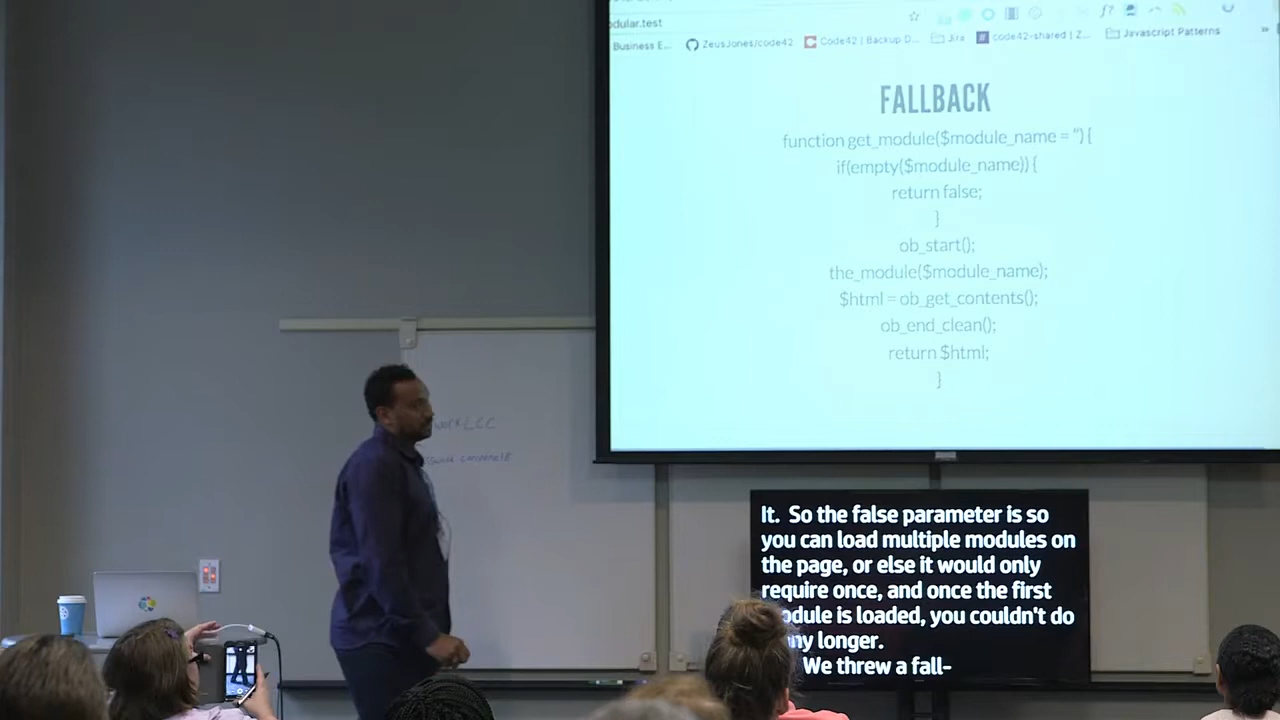 odular.test
Business E... ZeusJones/code42 Code42 | Backup D... Jira code42-shared | Z... Javascript Patterns »
FALLBACK
function get_module($module_name = '') {
if(empty($module_name)) {
return false;
}
ob_start();
the_module($module_name);
$html = ob_get_contents();
ob_end_clean();
return $html;
}
It. So the false parameter is so
you can load multiple modules on
the page, or else it would only
require once, and once the first
module is loaded, you couldn't do
any longer.
We threw a fall-